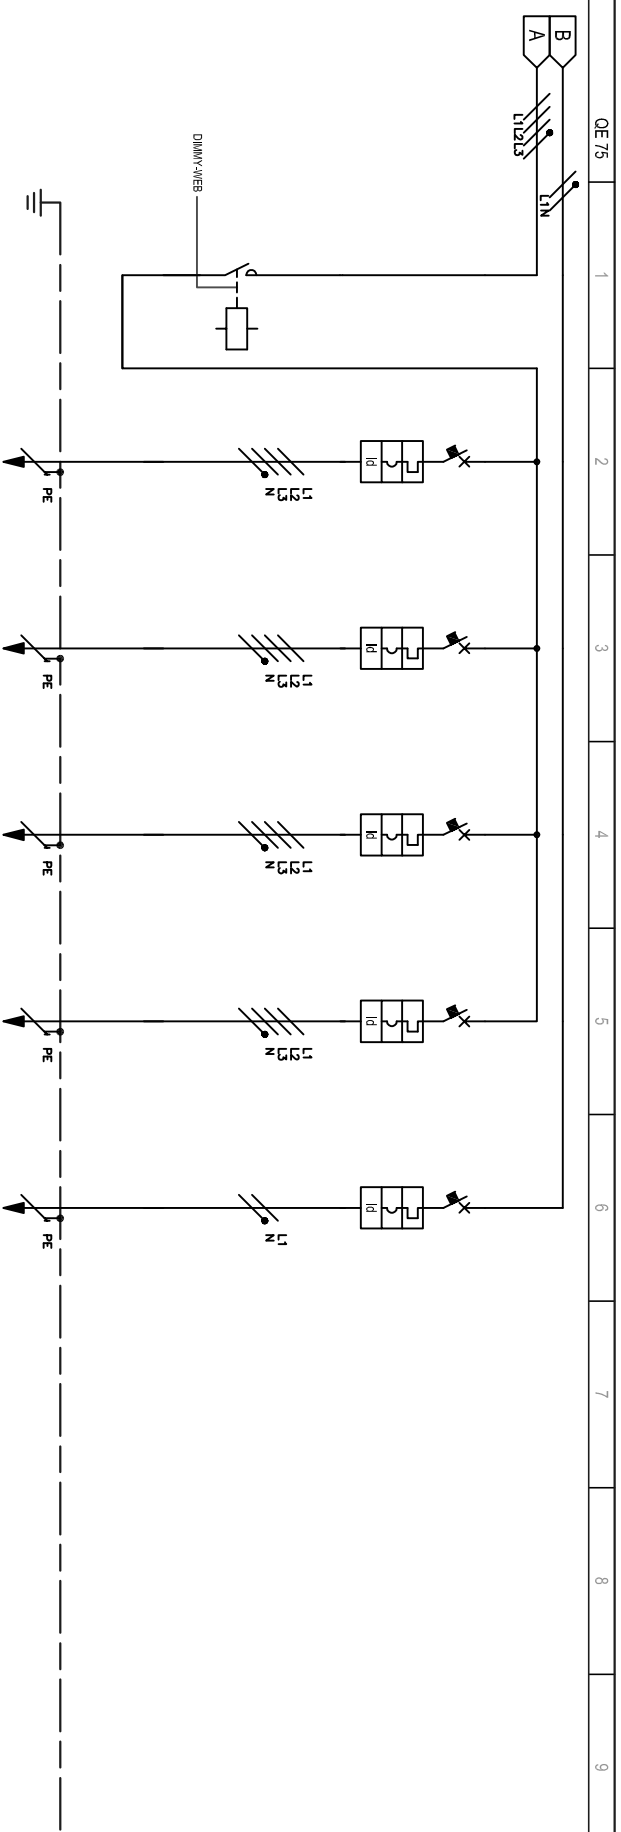 QE 75
1
2
3
4
5
6
7
8
9
B
A
L1L2L3
L1N
DIMMY-WEB
Id
L1
L2
L3
N
PE
Id
L1
L2
L3
N
PE
Id
L1
L2
L3
N
PE
Id
L1
L2
L3
N
PE
Id
L1
N
PE